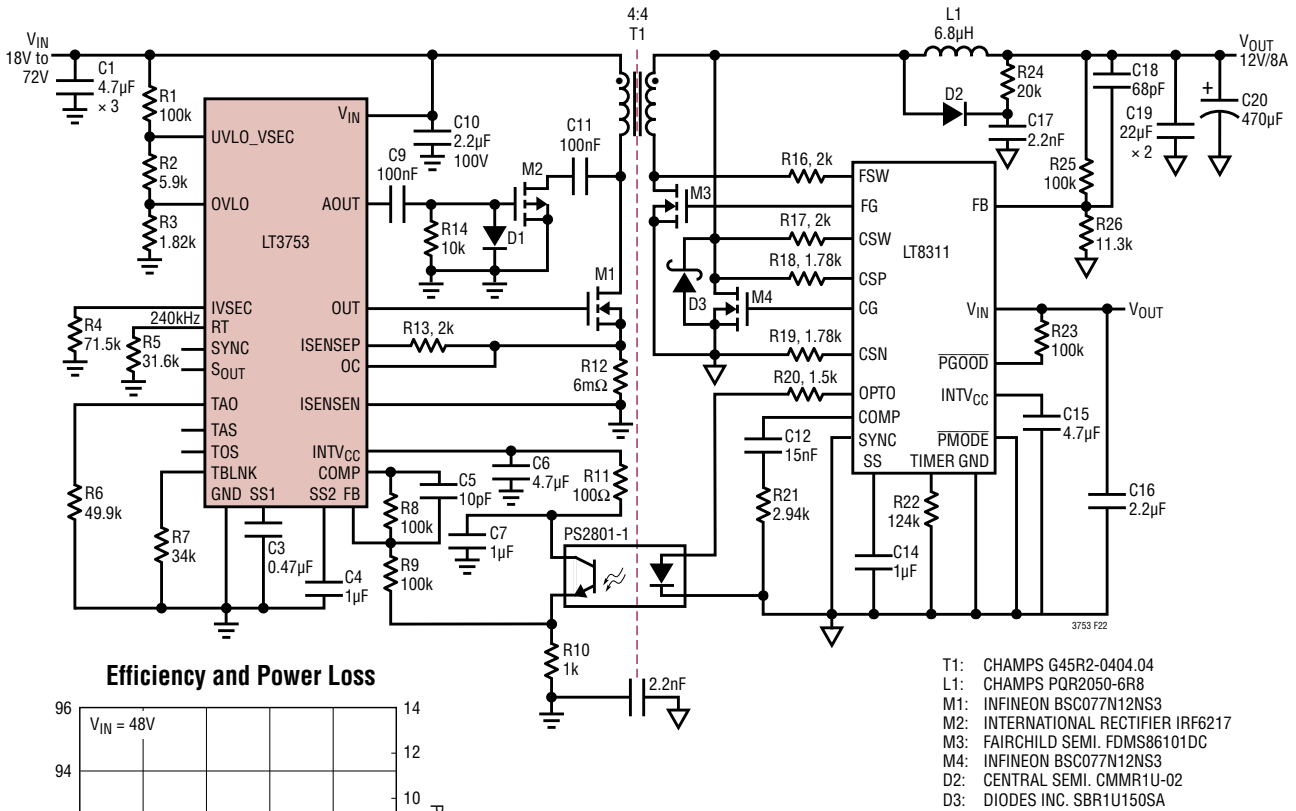 4:4
T1
L1
6.8µH
VIN
18V to
72V
C1
4.7µF
× 3
R1
100k
R2
5.9k
R3
1.82k
UVLO_VSEC
OVLO
LT3753
VIN
AOUT
C10
2.2µF
100V
C9
100nF
M2
C11
100nF
R14
10k
D1
M1
IVSEC
240kHz
RT
SYNC
SOUT
TAO
TAS
TOS
TBLNK
GND SS1
SS2 FB
OUT
ISENSEP
OC
ISENSEN
INTVCC
COMP
R4
71.5k
R5
31.6k
R6
49.9k
R7
34k
C3
0.47µF
C4
1µF
R13, 2k
R12
6mΩ
C6
4.7µF
R11
100Ω
C5
10pF
R8
100k
R9
100k
C7
1µF
PS2801-1
R10
1k
2.2nF
D2
R24
20k
C17
2.2nF
C18
68pF
C19
22µF
× 2
+
C20
470µF
VOUT
12V/8A
R25
100k
R26
11.3k
R16, 2k
M3
R17, 2k
R18, 1.78k
D3
M4
R19, 1.78k
R20, 1.5k
FSW
FG
CSW
CSP
CG
CSN
OPTO
COMP
SYNC
SS
TIMER GND
LT8311
FB
VIN
PGOOD
INTVCC
PMODE
VOUT
R23
100k
C15
4.7µF
C12
15nF
R21
2.94k
R22
124k
C14
1µF
C16
2.2µF
3753 F22
T1: CHAMPS G45R2-0404.04
L1: CHAMPS PQR2050-6R8
M1: INFINEON BSC077N12NS3
M2: INTERNATIONAL RECTIFIER IRF6217
M3: FAIRCHILD SEMI. FDMS86101DC
M4: INFINEON BSC077N12NS3
D2: CENTRAL SEMI. CMMR1U-02
D3: DIODES INC. SBR1U150SA
Efficiency and Power Loss
VIN = 48V
96
94
14
12
10